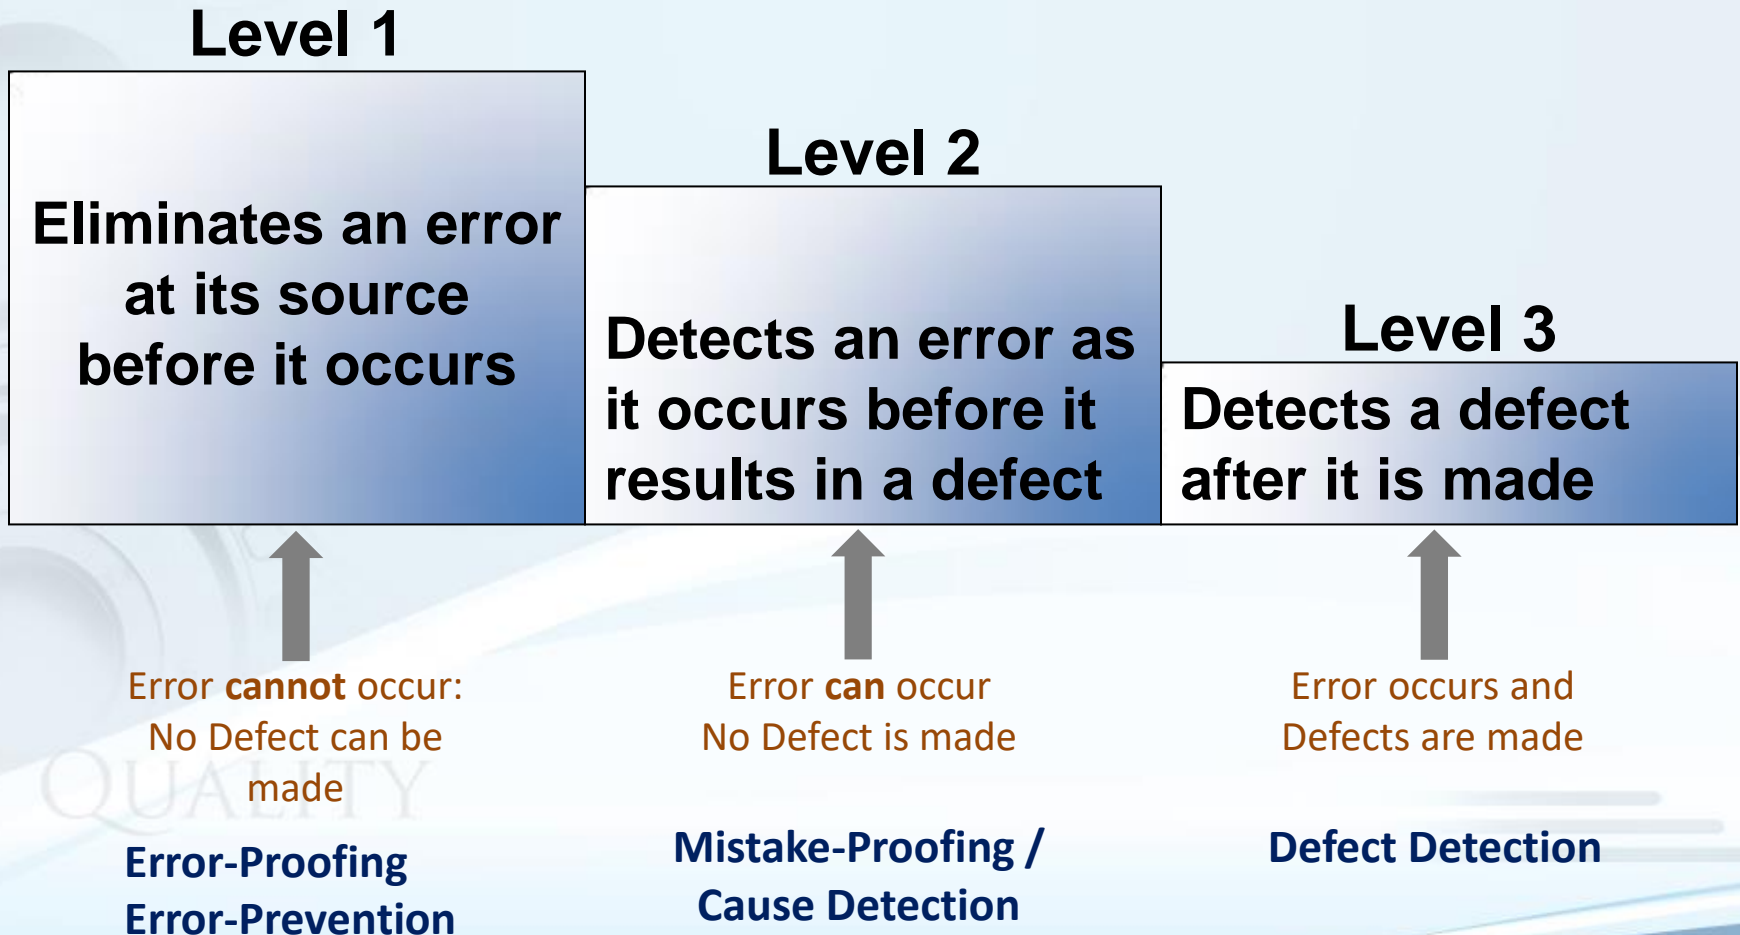 Level 1
Eliminates an error
at its source
before it occurs
Level 2
Detects an error as
it occurs before it
results in a defect
Level 3
Detects a defect
after it is made
Error cannot occur:
No Defect can be
made
Error-Proofing
Error-Prevention
Error can occur
No Defect is made
Mistake-Proofing /
Cause Detection
Error occurs and
Defects are made
Defect Detection
QUALITY